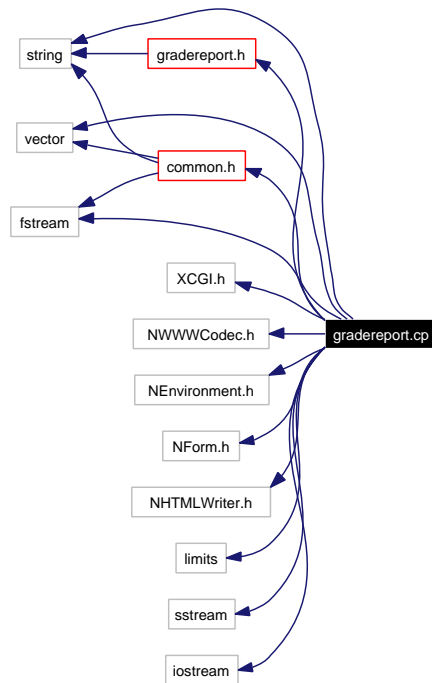 string
gradereport.h
vector
common.h
fstream
XCGI.h
NWWWCodec.h
gradereport.cp
NEnvironment.h
NForm.h
NHTMLWriter.h
limits
sstream
iostream